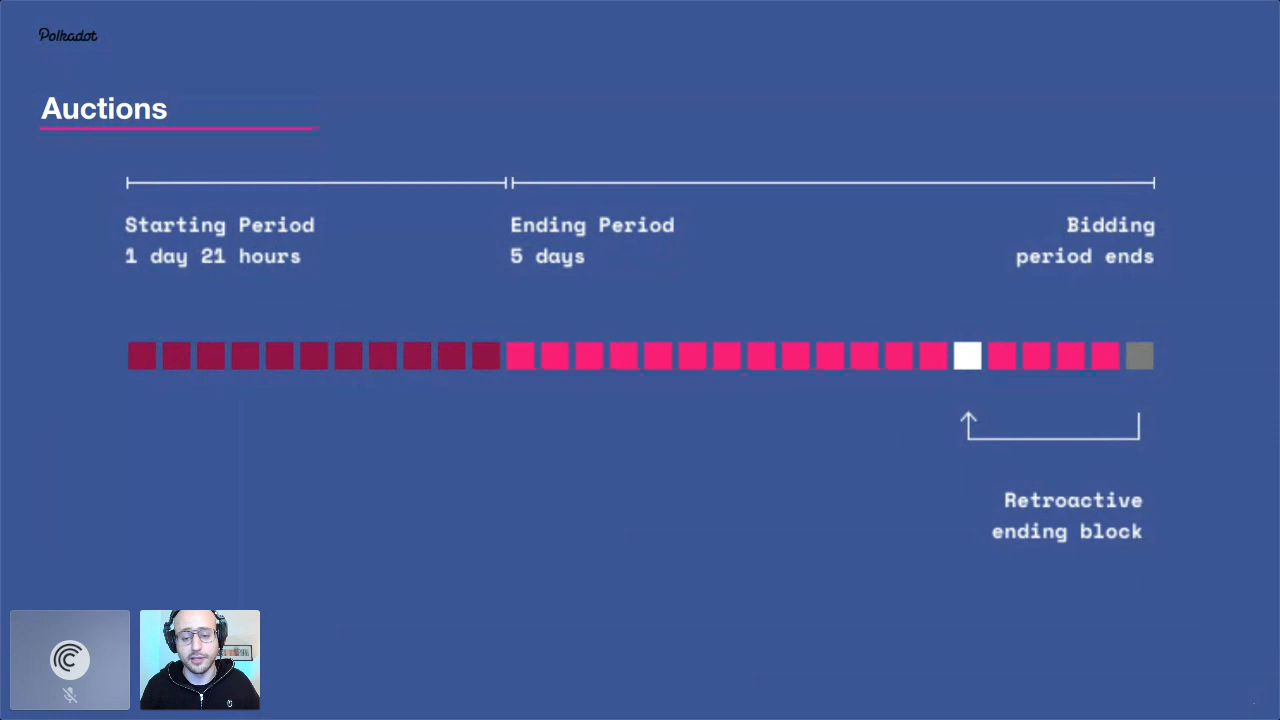 Polkadot
Auctions
Starting Period
1 day 21 hours
Ending Period
5 days
Bidding
period ends
Retroactive
ending block